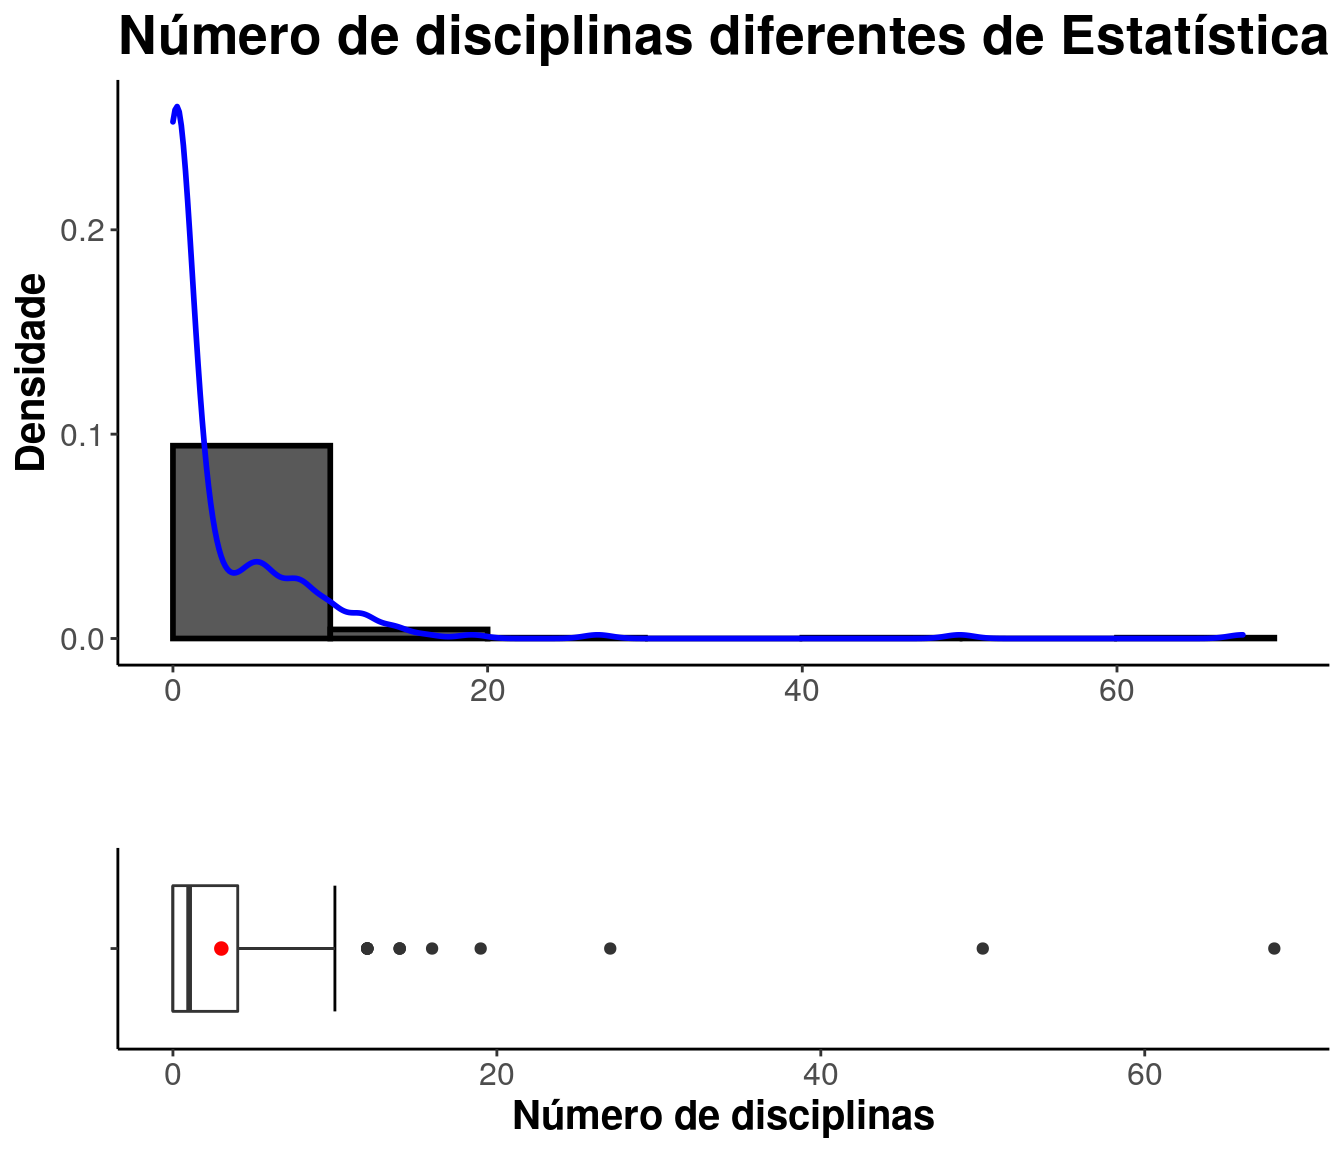 Número de disciplinas diferentes de Estatística
Densidade
0.2
0.1
0.0
0 20 40 60
0 20 40 60
Número de disciplinas